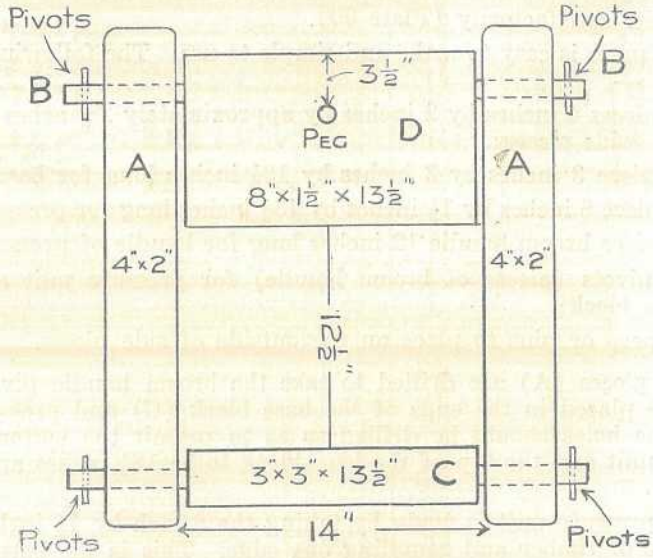 Pivots
Pivots
B
B
3½"
PEG
D
A
A
8"×1½"×13½"
4"×2"
4"×2"
12½"
3"×3"×13½"
C
Pivots
14"
Pivots